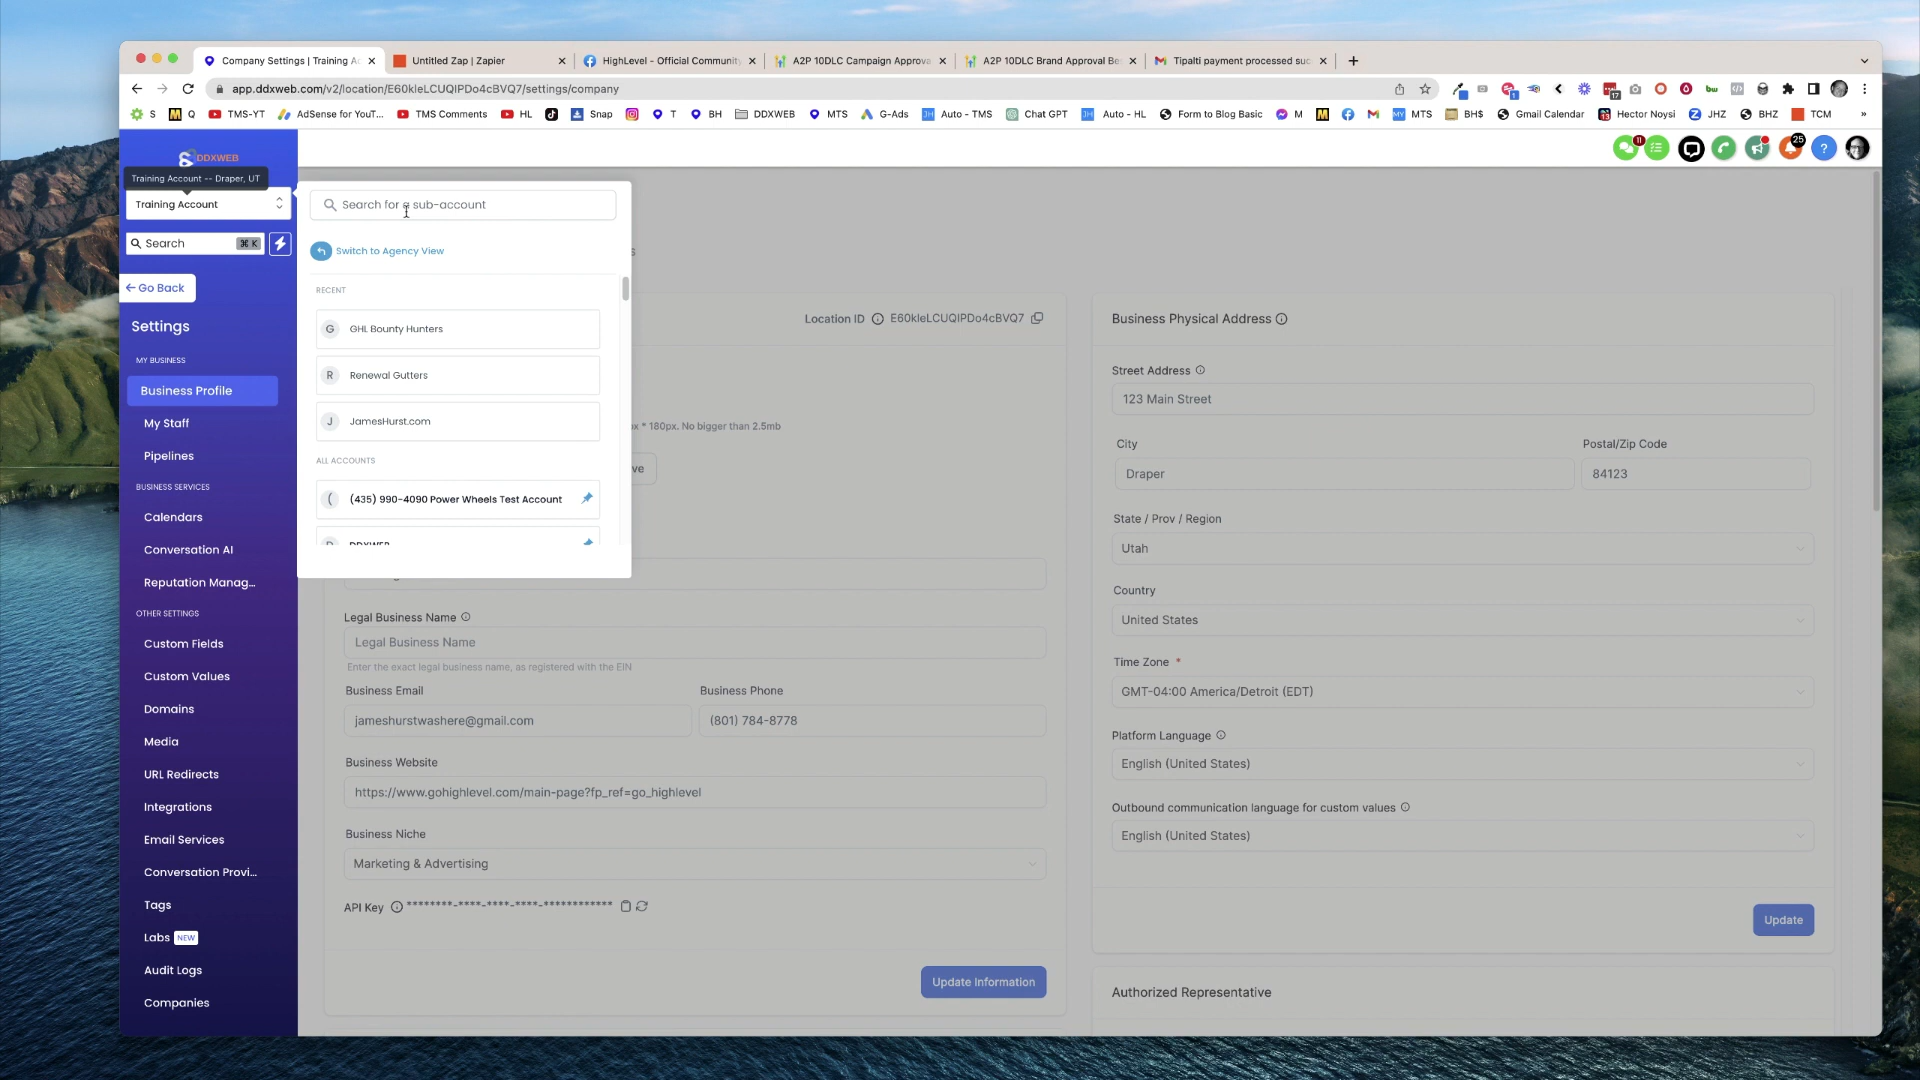 Company Settings | Training Ac
Untitled Zap | Zapier
HighLevel - Official Community
A2P 10DLC Campaign Approva
A2P 10DLC Brand Approval Be
Tipalti payment processed suc
app.ddxweb.com/v2/location/E60kleLCUQIPDo4cBVQ7/settings/company
S
Q
TMS-YT
AdSense for YouT...
TMS Comments
HL
Snap
T
BH
DDXWEB
MTS
G-Ads
Auto - TMS
Chat GPT
Auto - HL
Form to Blog Basic
M
MTS
BH$
Gmail Calendar
Hector Noysi
JHZ
BHZ
TCM
»
DDXWEB
11
25
Training Account -- Draper, UT
Training Account
Search
⌘ K
← Go Back
Settings
MY BUSINESS
Business Profile
My Staff
Pipelines
BUSINESS SERVICES
Calendars
Conversation AI
Reputation Manag...
OTHER SETTINGS
Custom Fields
Custom Values
Domains
Media
URL Redirects
Integrations
Email Services
Conversation Provi...
Tags
Labs NEW
Audit Logs
Companies
Search for a sub-account
Switch to Agency View
RECENT
G GHL Bounty Hunters
R Renewal Gutters
J JamesHurst.com
ALL ACCOUNTS
( (435) 990-4090 Power Wheels Test Account
D DDXWEB
Location ID E60kleLCUQIPDo4cBVQ7
* 180px. No bigger than 2.5mb
Legal Business Name
Legal Business Name
Enter the exact legal business name, as registered with the EIN
Business Email
Business Phone
jameshurstwashere@gmail.com
(801) 784-8778
Business Website
https://www.gohighlevel.com/main-page?fp_ref=go_highlevel
Business Niche
Marketing & Advertising
API Key ********-****-****-****-************
Update Information
Business Physical Address
Street Address
123 Main Street
City
Postal/Zip Code
Draper
84123
State / Prov / Region
Utah
Country
United States
Time Zone *
GMT-04:00 America/Detroit (EDT)
Platform Language
English (United States)
Outbound communication language for custom values
English (United States)
Update
Authorized Representative